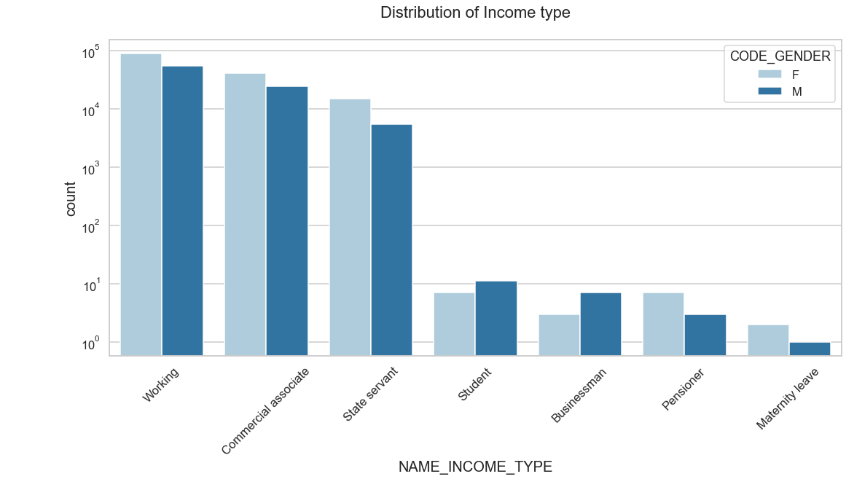 Distribution of Income type
10^5
10^4
10^3
10^2
10^1
10^0
count
CODE_GENDER
F
M
Working
Commercial associate
State servant
Student
Businessman
Pensioner
Maternity leave
NAME_INCOME_TYPE